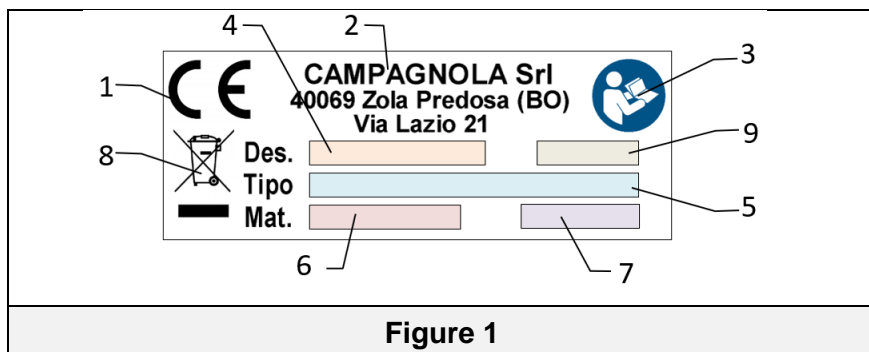 4
2
3
1
CE
CAMPAGNOLA Srl
40069 Zola Predosa (BO)
Via Lazio 21
9
8
Des.
Tipo
5
Mat.
6
7
Figure 1